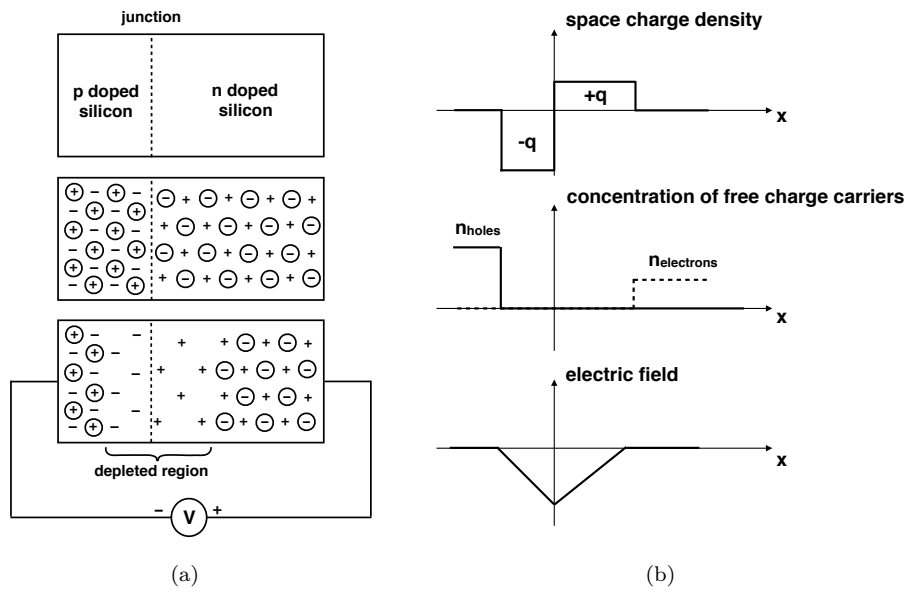 junction
p doped
silicon
n doped
silicon
+ − + − − + − + − + − +
− + − + + − + − + − + −
+ − + − − + − + − + − +
− + − + + − + − + − + −
+ − + −
− + − +
+ − − + + − + − +
− + − + + − + − + −
+ − − + + − + − +
− + − + + − + − + −
+ −
− + −
depleted region
− V +
(a)
space charge density
+q
-q
x
concentration of free charge carriers
nholes
nelectrons
x
electric field
x
(b)